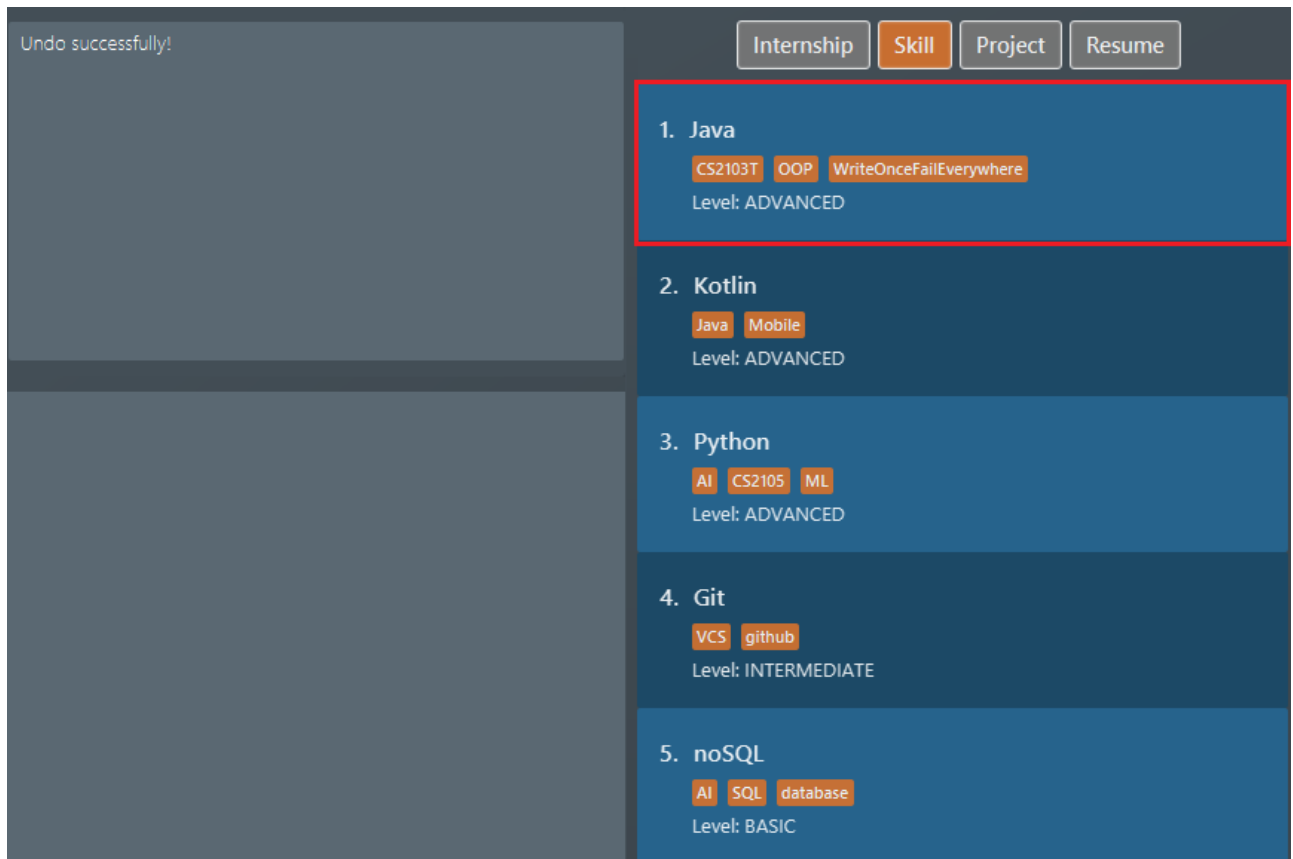 Undo successfully!
Internship Skill Project Resume
1. Java
CS2103T OOP WriteOnceFailEverywhere
Level: ADVANCED
2. Kotlin
Java Mobile
Level: ADVANCED
3. Python
AI CS2105 ML
Level: ADVANCED
4. Git
VCS github
Level: INTERMEDIATE
5. noSQL
AI SQL database
Level: BASIC